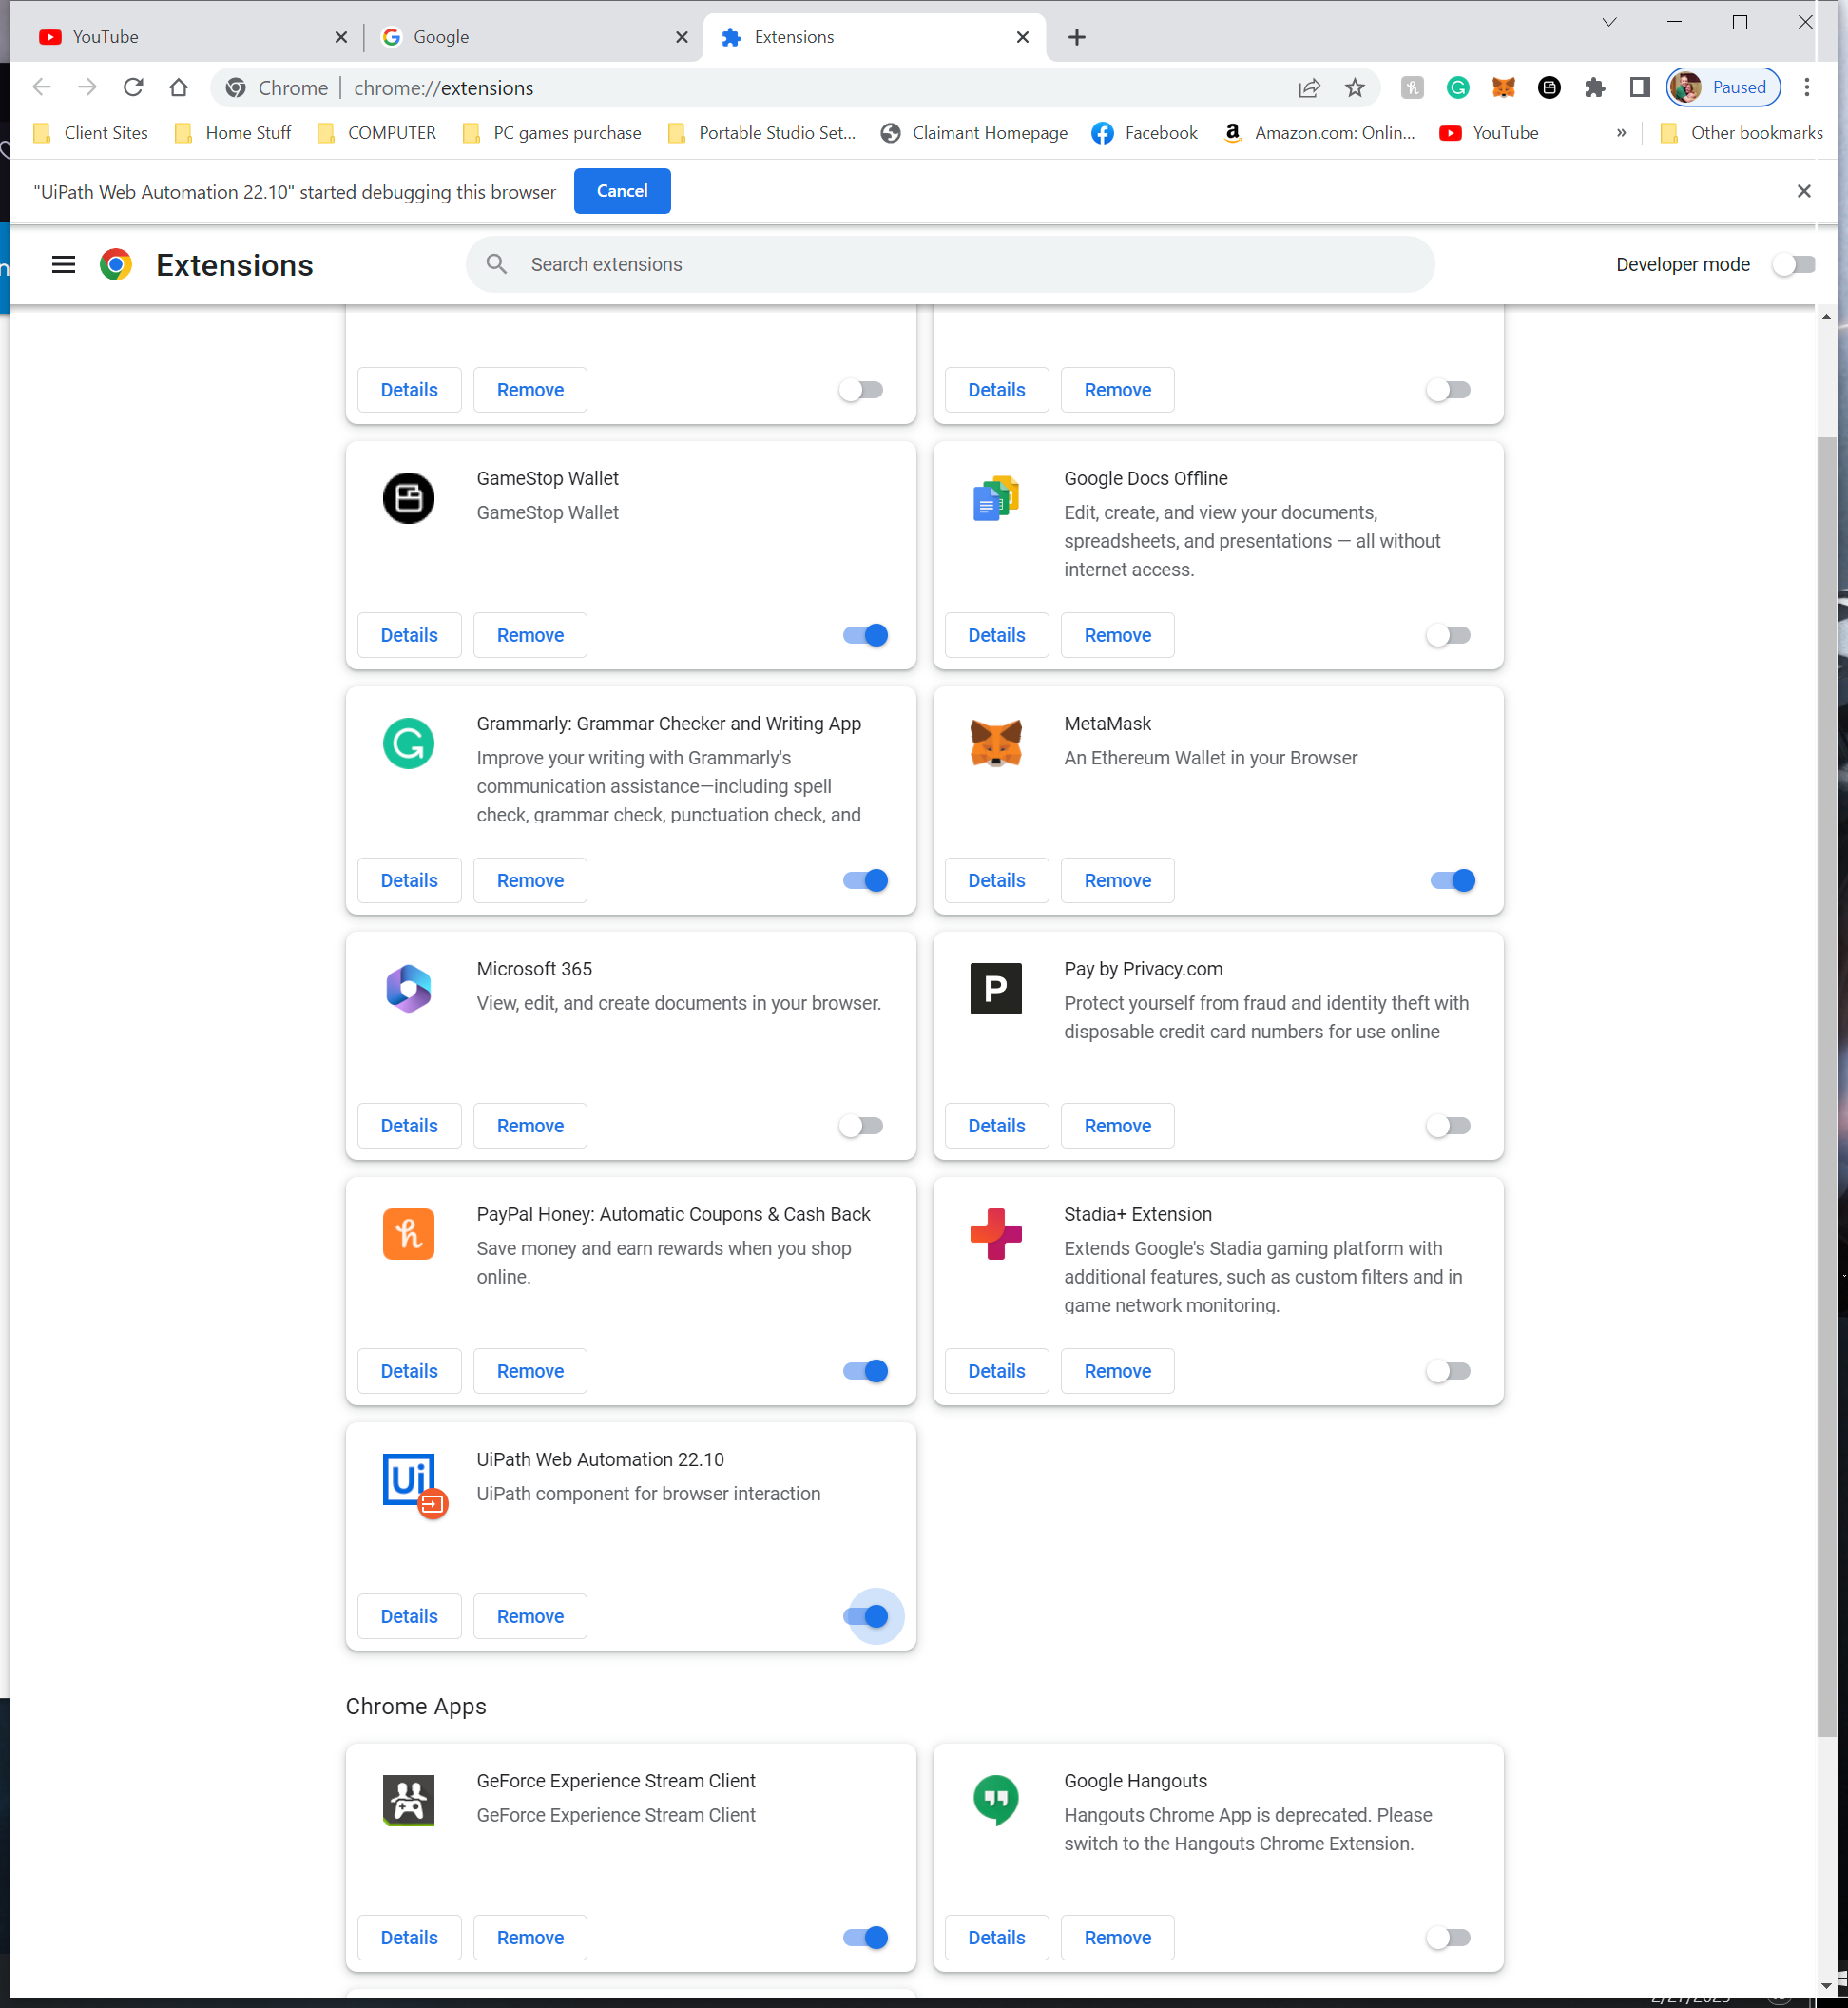 YouTube
Google
Extensions
Chrome
chrome://extensions
Paused
Client Sites
Home Stuff
COMPUTER
PC games purchase
Portable Studio Set...
Claimant Homepage
Facebook
Amazon.com: Onlin...
YouTube
»
Other bookmarks
"UiPath Web Automation 22.10" started debugging this browser
Cancel
Extensions
Search extensions
Developer mode
Details
Remove
Details
Remove
GameStop Wallet
GameStop Wallet
Details
Remove
Google Docs Offline
Edit, create, and view your documents,
spreadsheets, and presentations — all without
internet access.
Details
Remove
Grammarly: Grammar Checker and Writing App
Improve your writing with Grammarly's
communication assistance—including spell
check, grammar check, punctuation check, and
Details
Remove
MetaMask
An Ethereum Wallet in your Browser
Details
Remove
Microsoft 365
View, edit, and create documents in your browser.
Details
Remove
P
Pay by Privacy.com
Protect yourself from fraud and identity theft with
disposable credit card numbers for use online
Details
Remove
h
PayPal Honey: Automatic Coupons & Cash Back
Save money and earn rewards when you shop
online.
Details
Remove
Stadia+ Extension
Extends Google's Stadia gaming platform with
additional features, such as custom filters and in
game network monitoring.
Details
Remove
Ui
UiPath Web Automation 22.10
UiPath component for browser interaction
Details
Remove
Chrome Apps
GeForce Experience Stream Client
GeForce Experience Stream Client
Details
Remove
Google Hangouts
Hangouts Chrome App is deprecated. Please
switch to the Hangouts Chrome Extension.
Details
Remove